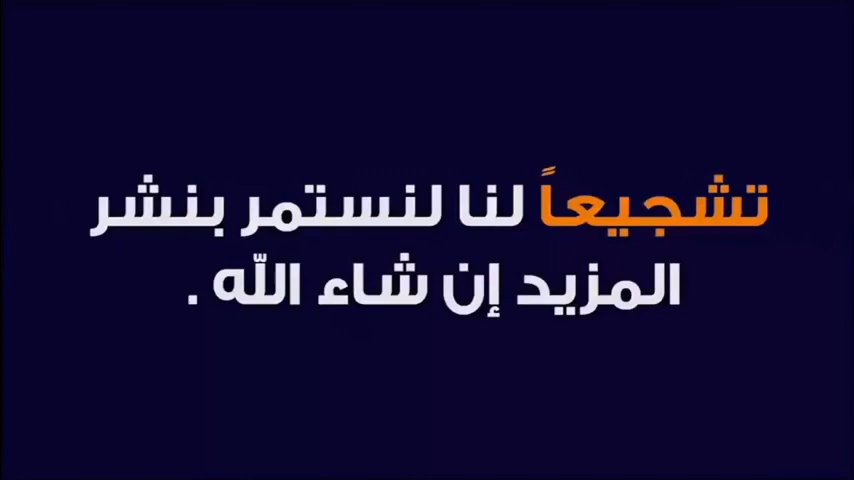 تشجيعاً لنا لنستمر بنشر
المزيد إن شاء الله .